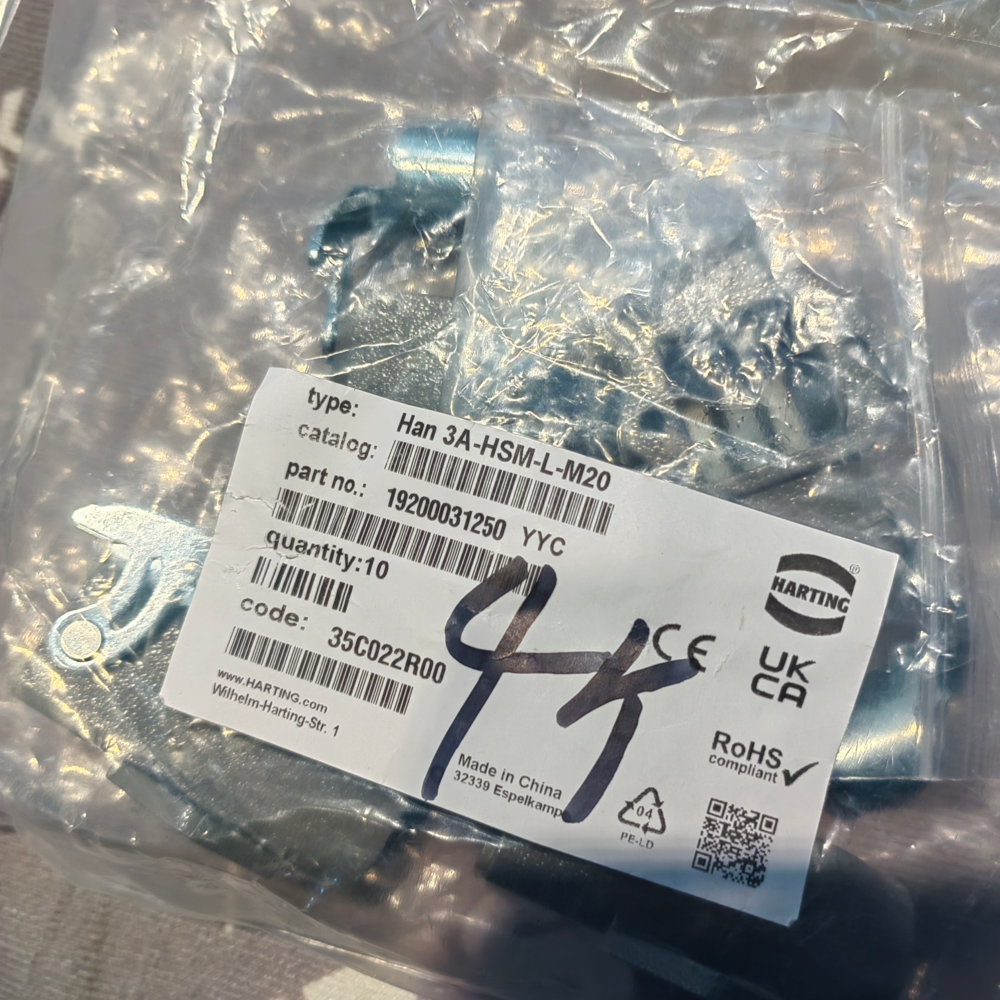 type: Han 3A-HSM-L-M20
catalog:
part no.: 19200031250 YYC
quantity:10
code: 35C022R00
www.HARTING.com
Wilhelm-Harting-Str. 1
Made in China
32339 Espelkamp
HARTING®
CE
UK
CA
RoHS
compliant
04
PE-LD